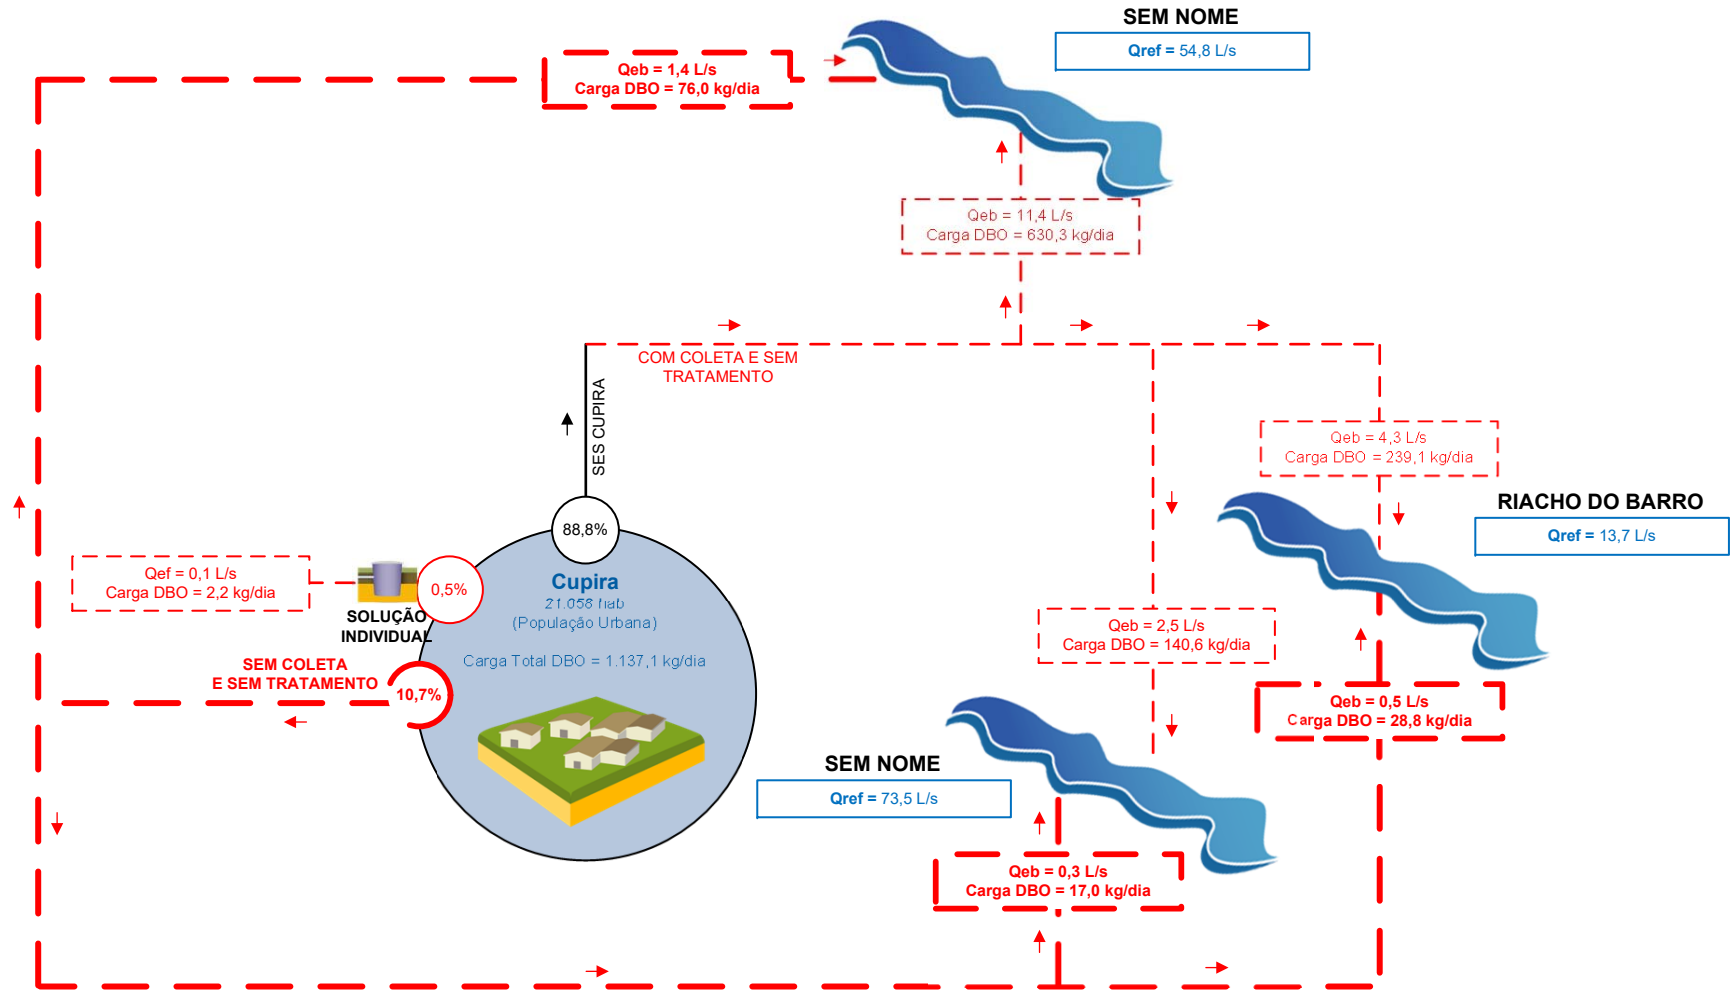 SEM NOME
Qref = 54,8 L/s
Qeb = 1,4 L/s
Carga DBO = 76,0 kg/dia
Qeb = 11,4 L/s
Carga DBO = 630,3 kg/dia
COM COLETA E SEM
TRATAMENTO
SES CUPIRA
Qeb = 4,3 L/s
Carga DBO = 239,1 kg/dia
RIACHO DO BARRO
Qref = 13,7 L/s
88,8%
Qef = 0,1 L/s
Carga DBO = 2,2 kg/dia
0,5%
SOLUÇÃO
INDIVIDUAL
Cupira
21.058 hab
(População Urbana)
Carga Total DBO = 1.137,1 kg/dia
SEM COLETA
E SEM TRATAMENTO
10,7%
Qeb = 2,5 L/s
Carga DBO = 140,6 kg/dia
Qeb = 0,5 L/s
Carga DBO = 28,8 kg/dia
SEM NOME
Qref = 73,5 L/s
Qeb = 0,3 L/s
Carga DBO = 17,0 kg/dia